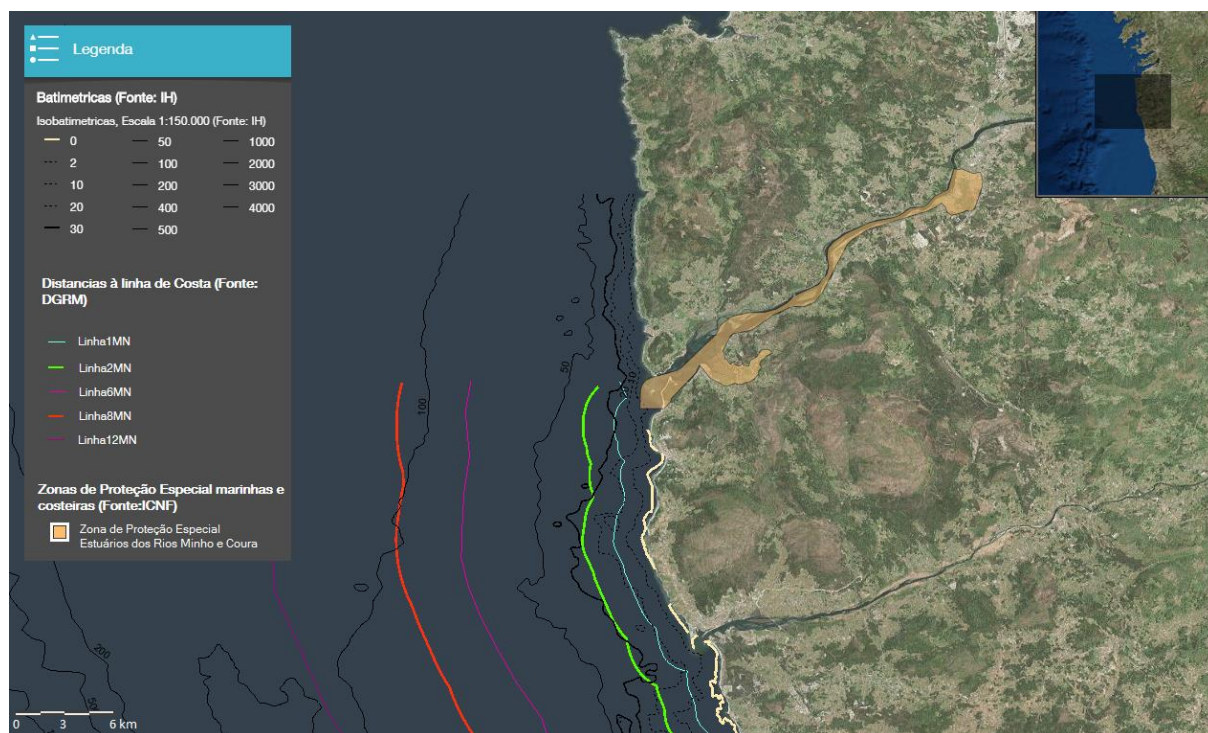 Legenda
Batimetricas (Fonte: IH)
Isobatimetricas, Escala 1:150.000 (Fonte: IH)
0 50 1000
2 100 2000
10 200 3000
20 400 4000
30 500
Distancias à linha de Costa (Fonte:
DGRM)
Linha1MN
Linha2MN
Linha6MN
Linha8MN
Linha12MN
Zonas de Proteção Especial marinhas e
costeiras (Fonte:ICNF)
Zona de Proteção Especial
Estuários dos Rios Minho e Coura
50
10
100
200
50
0 3 6 km